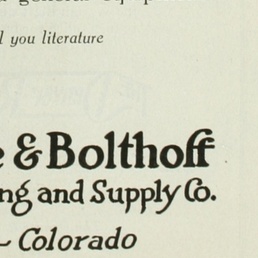 l you literature
e & Bolthoff
ng and Supply Co.
~ Colorado